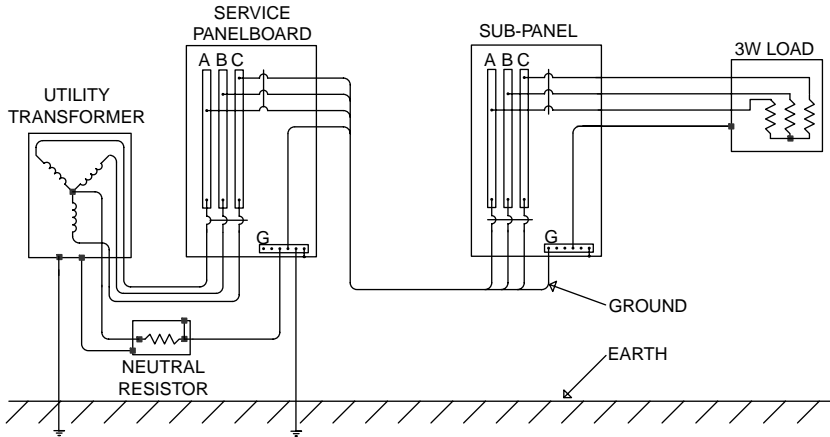 SERVICE
PANELBOARD
SUB-PANEL
3W LOAD
A B C
A B C
UTILITY
TRANSFORMER
G
G
GROUND
EARTH
NEUTRAL
RESISTOR